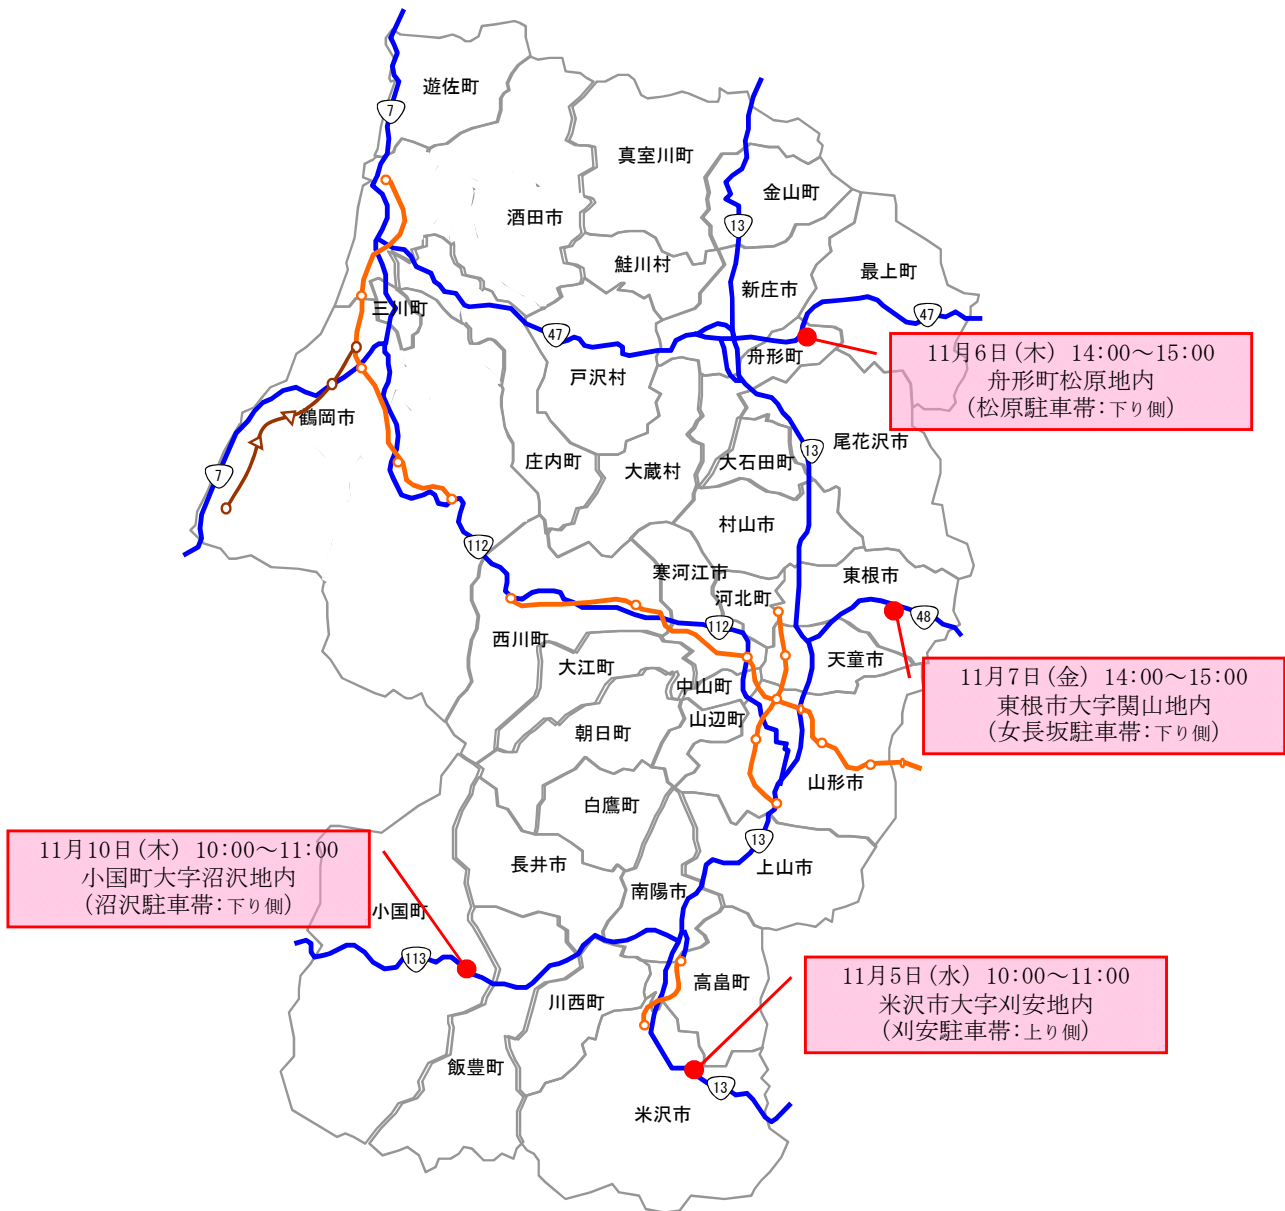 遊佐町
7
真室川町
金山町
酒田市
13
鮭川村
最上町
新庄市
三川町
47
47
舟形町
11月6日(木) 14:00～15:00
舟形町松原地内
(松原駐車帯:下り側)
戸沢村
鶴岡市
尾花沢市
13
庄内町
大蔵村
大石田町
7
村山市
112
寒河江市
東根市
河北町
48
112
西川町
大江町
天童市
中山町
11月7日(金) 14:00～15:00
東根市大字関山地内
(女長坂駐車帯:下り側)
山辺町
朝日町
山形市
白鷹町
13
11月10日(木) 10:00～11:00
小国町大字沼沢地内
(沼沢駐車帯:下り側)
長井市
上山市
南陽市
小国町
113
高畠町
11月5日(水) 10:00～11:00
米沢市大字刈安地内
(刈安駐車帯:上り側)
川西町
飯豊町
13
米沢市